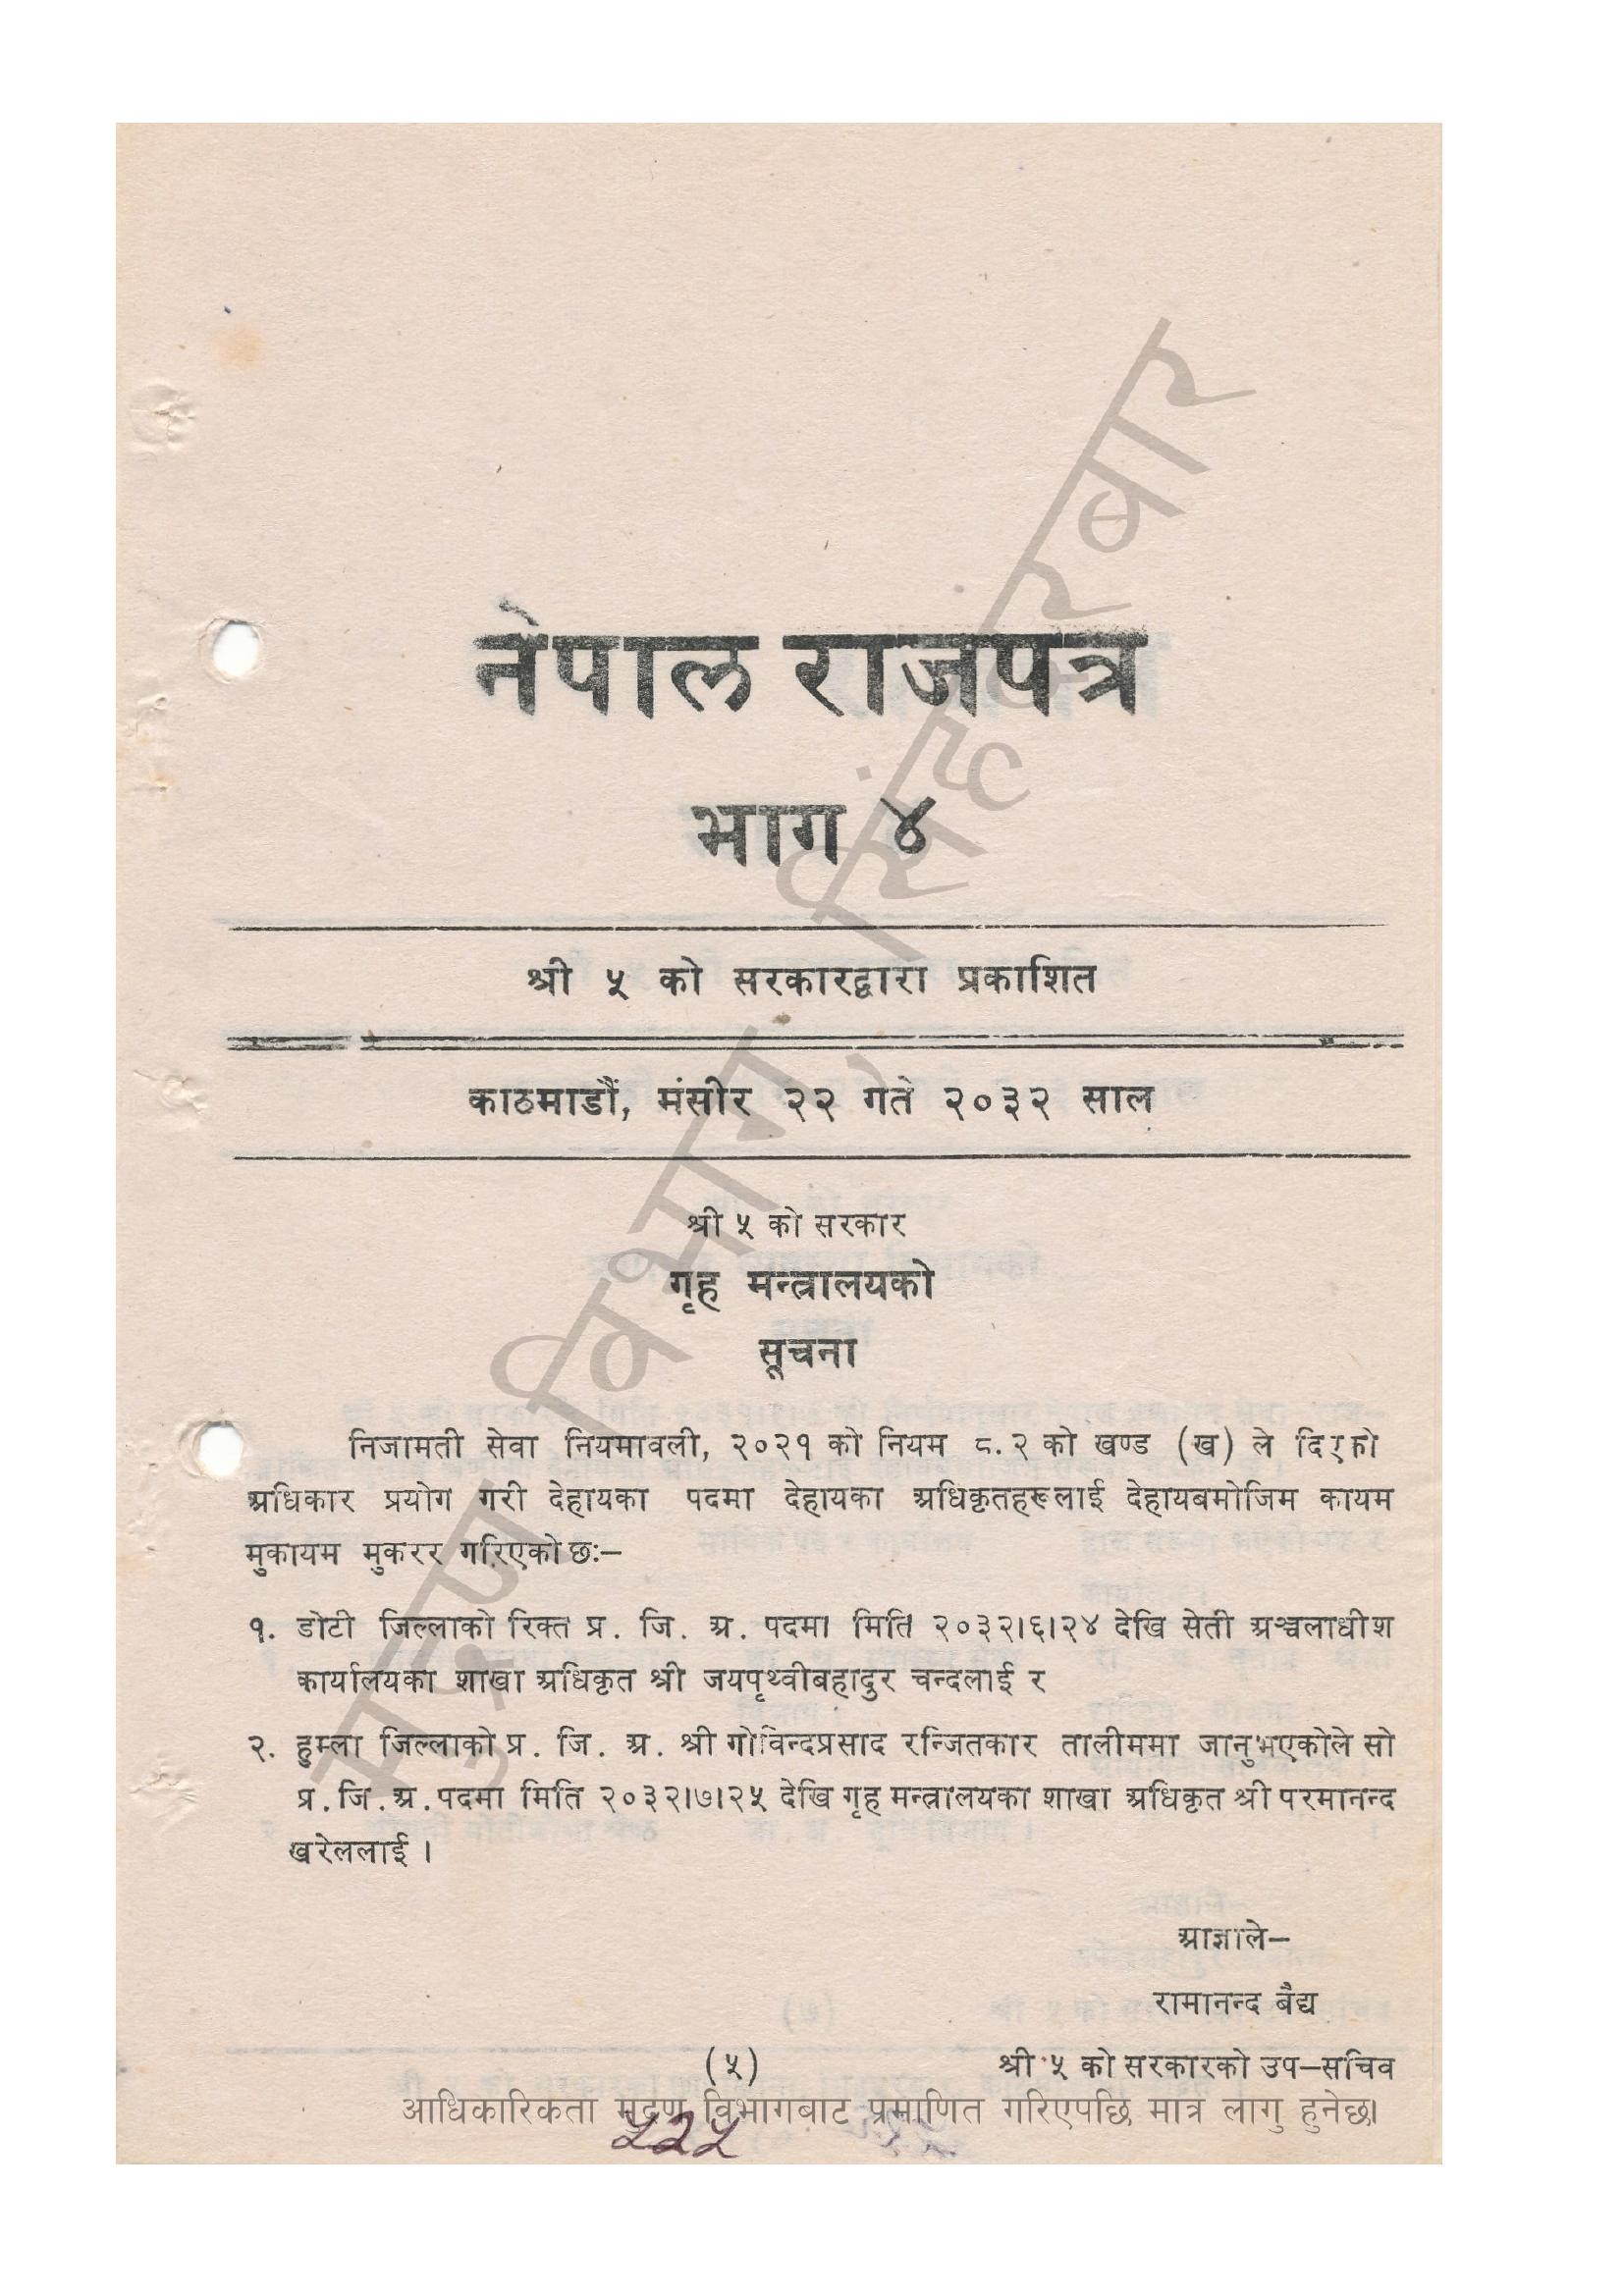 नेपाल राजपत्र
भाग ४
श्री ५ को सरकारद्वारा प्रकाशित
काठमाडौं, मंसीर २२ गते २०३२ साल
श्री ५ को सरकार
गृह मन्त्रालयको
सूचना
निजामती सेवा नियमावली, २०२१ को नियम ८.२ को खण्ड (ख) ले दिएको
अधिकार प्रयोग गरी देहायका पदमा देहायका अधिकृतहरूलाई देहायबमोजिम कायम
मुकायम मुकरर गरिएको छः–
१. डोटी जिल्लाको रिक्त प्र. जि. अ. पदमा मिति २०३२।६।२४ देखि सेती अञ्चलाधीश
कार्यालयका शाखा अधिकृत श्री जयपृथ्वीबहादुर चन्दलाई र
२. हुम्ला जिल्लाको प्र. जि. अ. श्री गोविन्दप्रसाद रन्जितकार तालीममा जानुभएकोले सो
प्र.जि.अ.पदमा मिति २०३२।७।२५ देखि गृह मन्त्रालयका शाखा अधिकृत श्री परमानन्द
खरेललाई ।
आज्ञाले–
रामानन्द बैद्य
श्री ५ को सरकारको उप–सचिव
(५)
आधिकारिकता मुद्रण विभागबाट प्रमाणित गरिएपछि मात्र लागु हुनेछ।
५२५
मुद्रण विभाग, सिंहदरबार